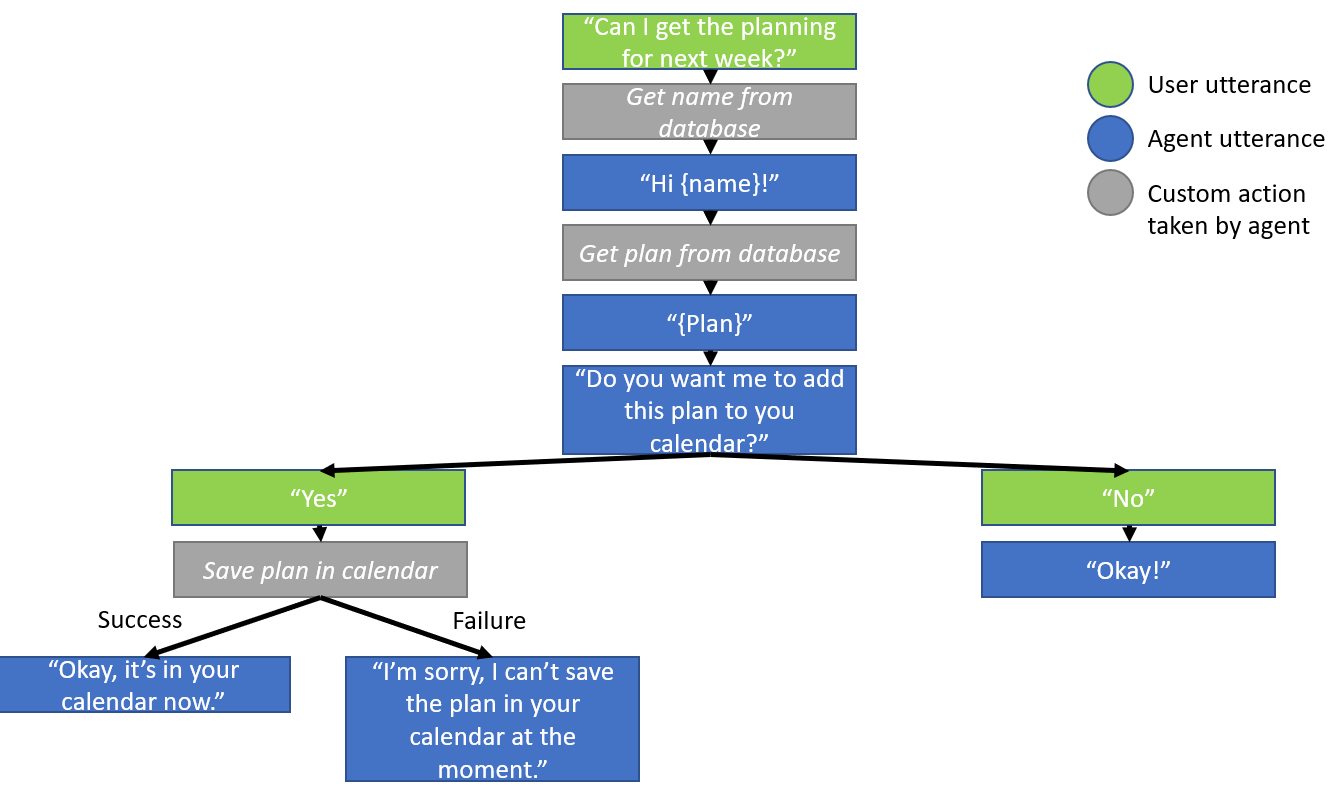 “Can I get the planning
for next week?”
Get name from
database
“Hi {name}!”
Get plan from database
“{Plan}”
“Do you want me to add
this plan to you
calendar?”
“Yes”
“No”
Save plan in calendar
“Okay!”
Success
Failure
“Okay, it’s in your
calendar now.”
“I’m sorry, I can’t save
the plan in your
calendar at the
moment.”
User utterance
Agent utterance
Custom action
taken by agent